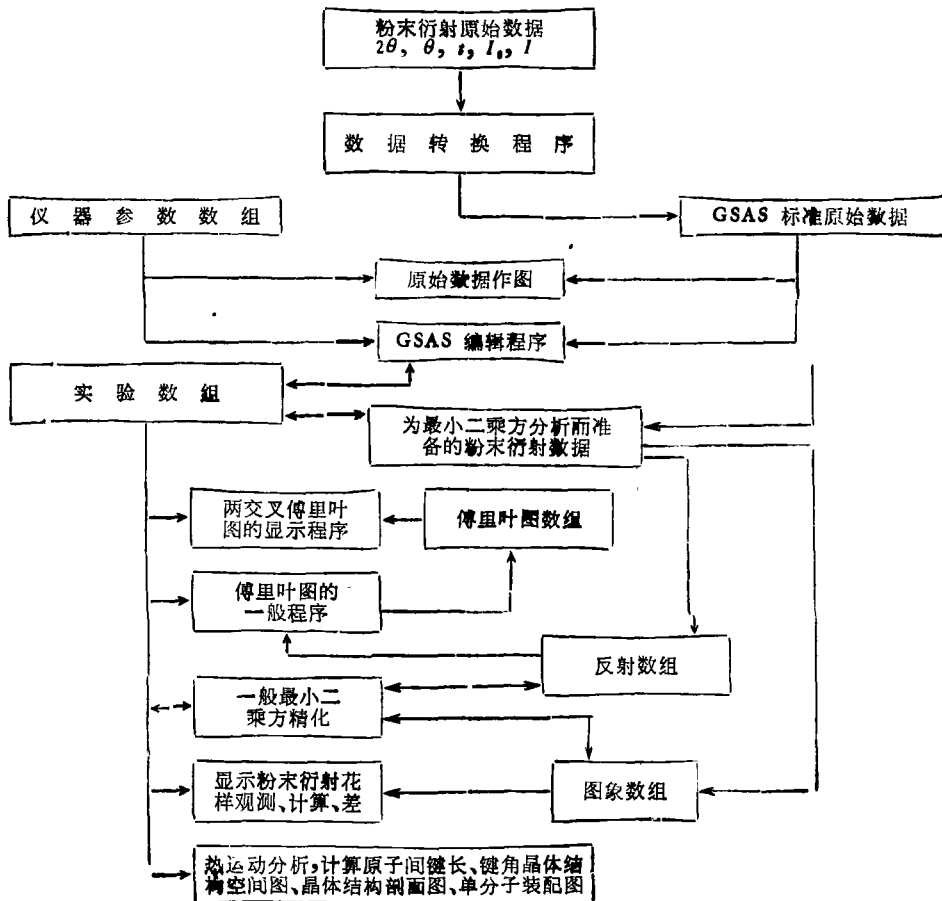 粉末衍射原始数据
2θ, θ, t, I₀, I
数据转换程序
仪器参数数组
GSAS 标准原始数据
原始数据作图
GSAS 编辑程序
实验数组
为最小二乘方分析而准
备的粉末衍射数据
两交叉傅里叶
图的显示程序
傅里叶图数组
傅里叶图的
一般程序
反射数组
一般最小二
乘方精化
显示粉末衍射花
样观测、计算、差
图象数组
热运动分析,计算原子间键长、键角晶体结
构空间图、晶体结构剖面图、单分子装配图